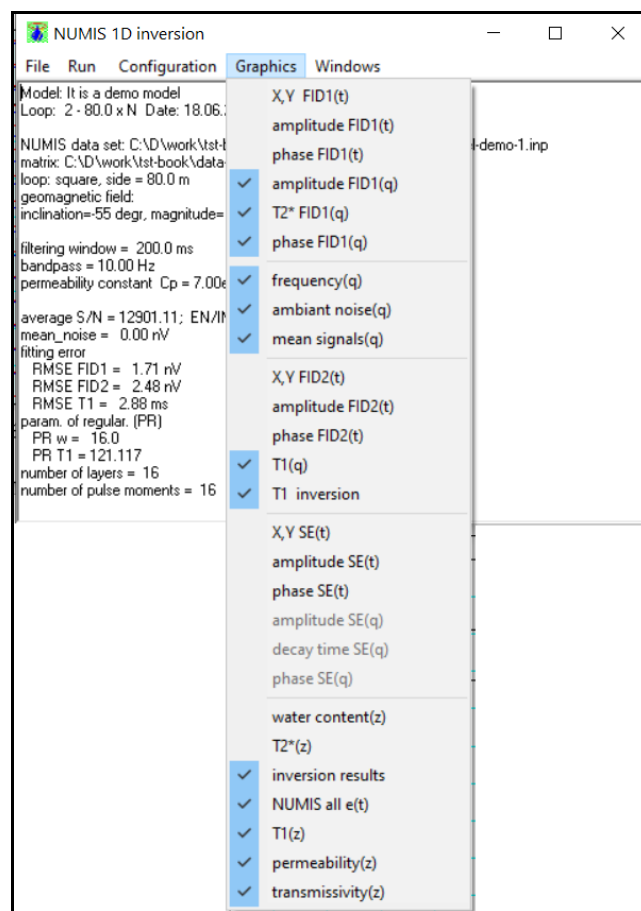 NUMIS 1D inversion
File Run Configuration Graphics Windows
Model: It is a demo model
Loop: 2 - 80.0 x N Date: 18.06.
NUMIS data set: C:\D\work\tst-b
l-demo-1.inp
matrix: C:\D\work\tst-book\data-
loop: square, side = 80.0 m
geomagnetic field:
inclination=-55 degr, magnitude=
filtering window = 200.0 ms
bandpass = 10.00 Hz
permeability constant Cp = 7.00e
average S/N = 12901.11; EN/IN
mean_noise = 0.00 nV
fitting error
RMSE FID1 = 1.71 nV
RMSE FID2 = 2.48 nV
RMSE T1 = 2.88 ms
param. of regular. (PR)
PR w = 16.0
PR T1 = 121.117
number of layers = 16
number of pulse moments = 16
X,Y FID1(t)
amplitude FID1(t)
phase FID1(t)
amplitude FID1(q)
T2* FID1(q)
phase FID1(q)
frequency(q)
ambiant noise(q)
mean signals(q)
X,Y FID2(t)
amplitude FID2(t)
phase FID2(t)
T1(q)
T1 inversion
X,Y SE(t)
amplitude SE(t)
phase SE(t)
amplitude SE(q)
decay time SE(q)
phase SE(q)
water content(z)
T2*(z)
inversion results
NUMIS all e(t)
T1(z)
permeability(z)
transmissivity(z)